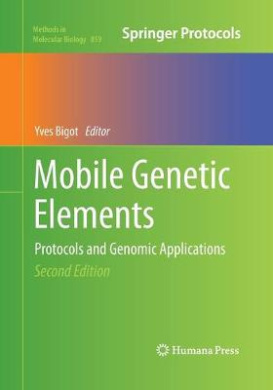 Methods in
Molecular Biology 859
Springer Protocols
Yves Bigot Editor
Mobile Genetic
Elements
Protocols and Genomic Applications
Second Edition
Humana Press